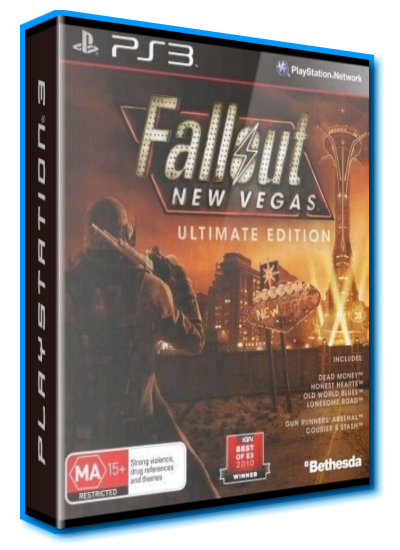 PLAYSTATION 3
PS3
PlayStation Network
Fallout
NEW VEGAS
ULTIMATE EDITION
NEW
INCLUDES:
DEAD MONEY™
HONEST HEARTS™
OLD WORLD BLUES™
LONESOME ROAD™
GUN RUNNERS' ARSENAL™
COURIER'S STASH™
MA 15+
RESTRICTED
Strong violence,
drug references
and themes
IGN
BEST
OF E3
2010
WINNER
Bethesda